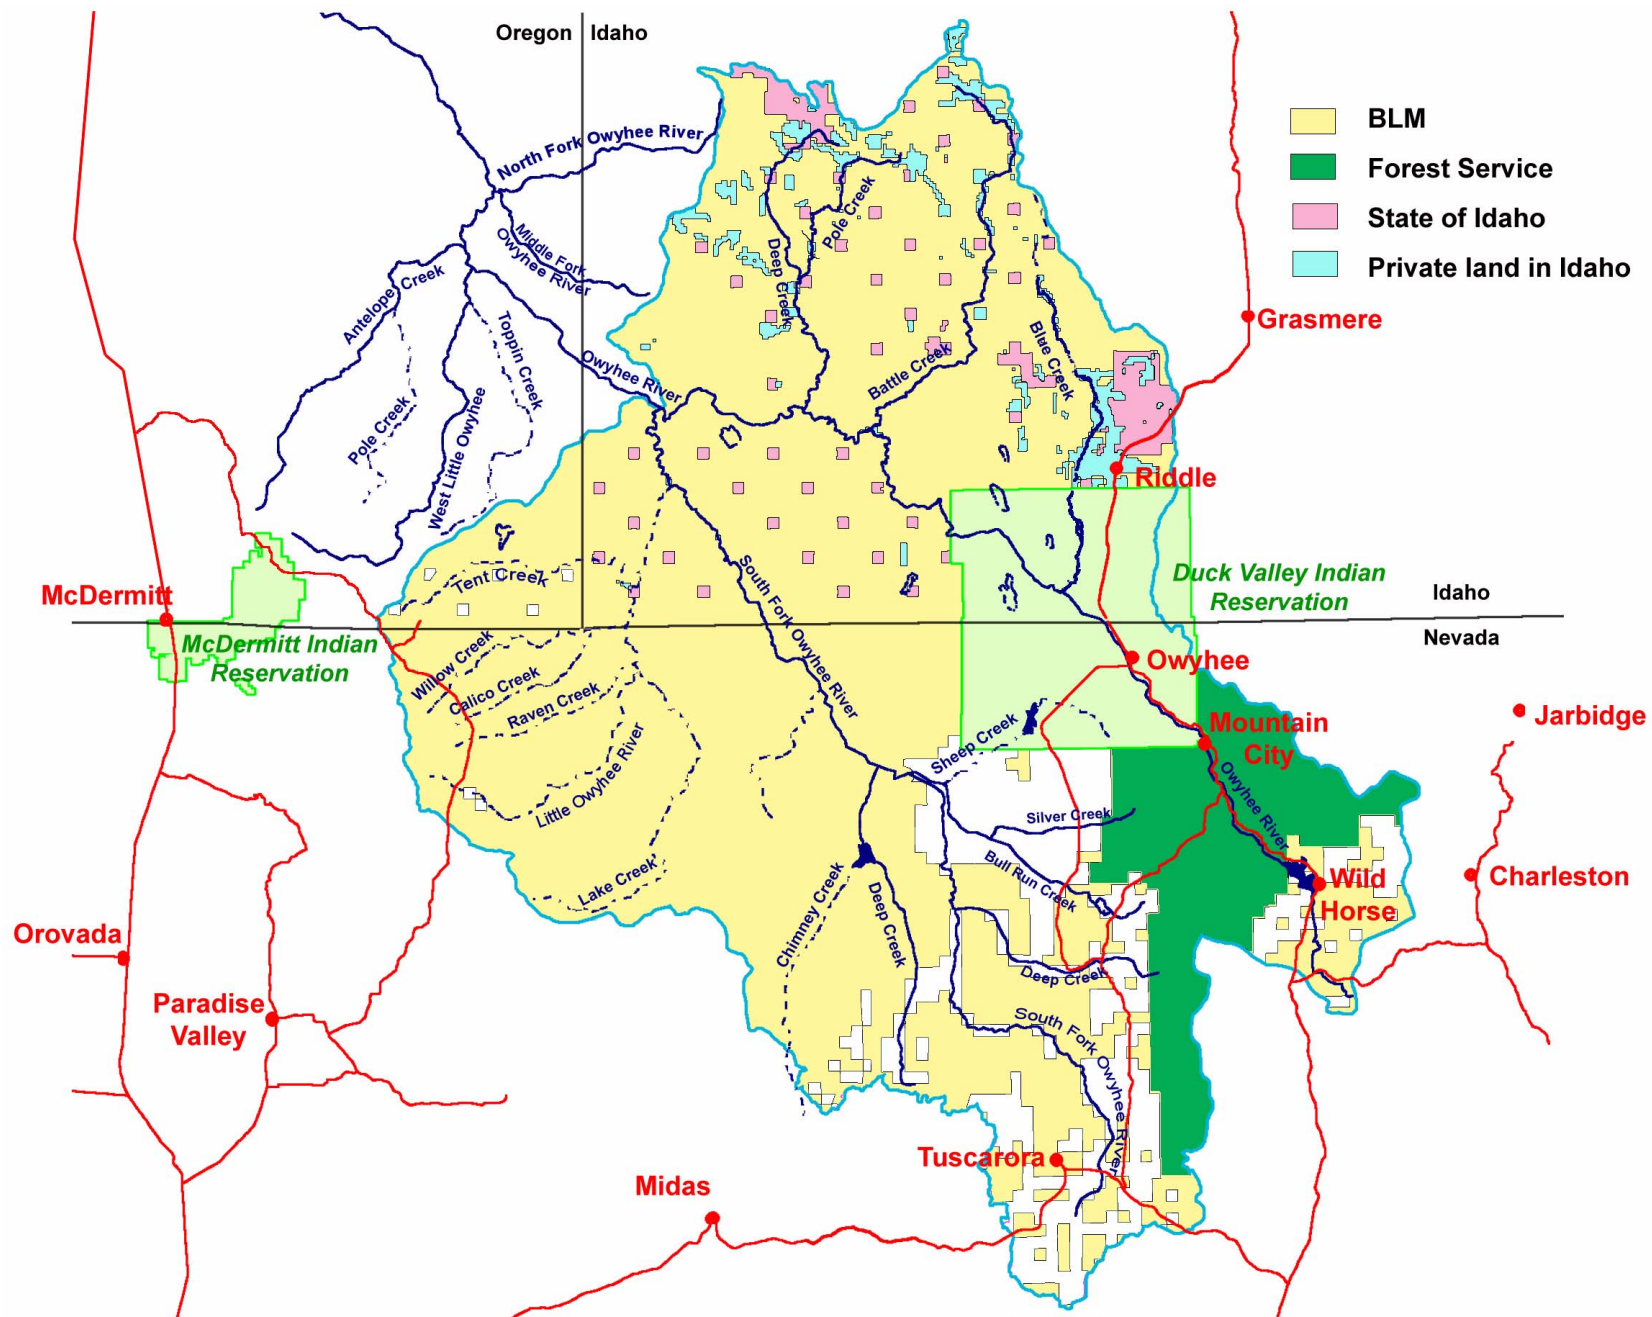 Oregon
Idaho
BLM
Forest Service
State of Idaho
Private land in Idaho
North Fork Owyhee River
Middle Fork
Owyhee River
Antelope Creek
Toppin Creek
Pole Creek
West Little Owyhee
Owyhee River
Deep Creek
Pole Creek
Battle Creek
Blue Creek
Grasmere
Riddle
Duck Valley Indian
Reservation
Idaho
Nevada
McDermitt
McDermitt Indian
Reservation
Tent Creek
Willow Creek
Calico Creek
Raven Creek
Little Owyhee River
Lake Creek
South Fork Owyhee River
Owyhee
Mountain
City
Jarbidge
Sheep Creek
Silver Creek
Bull Run Creek
Owyhee River
Wild
Horse
Charleston
Chimney Creek
Deep Creek
Deep Creek
South Fork Owyhee River
Orovada
Paradise
Valley
Midas
Tuscarora